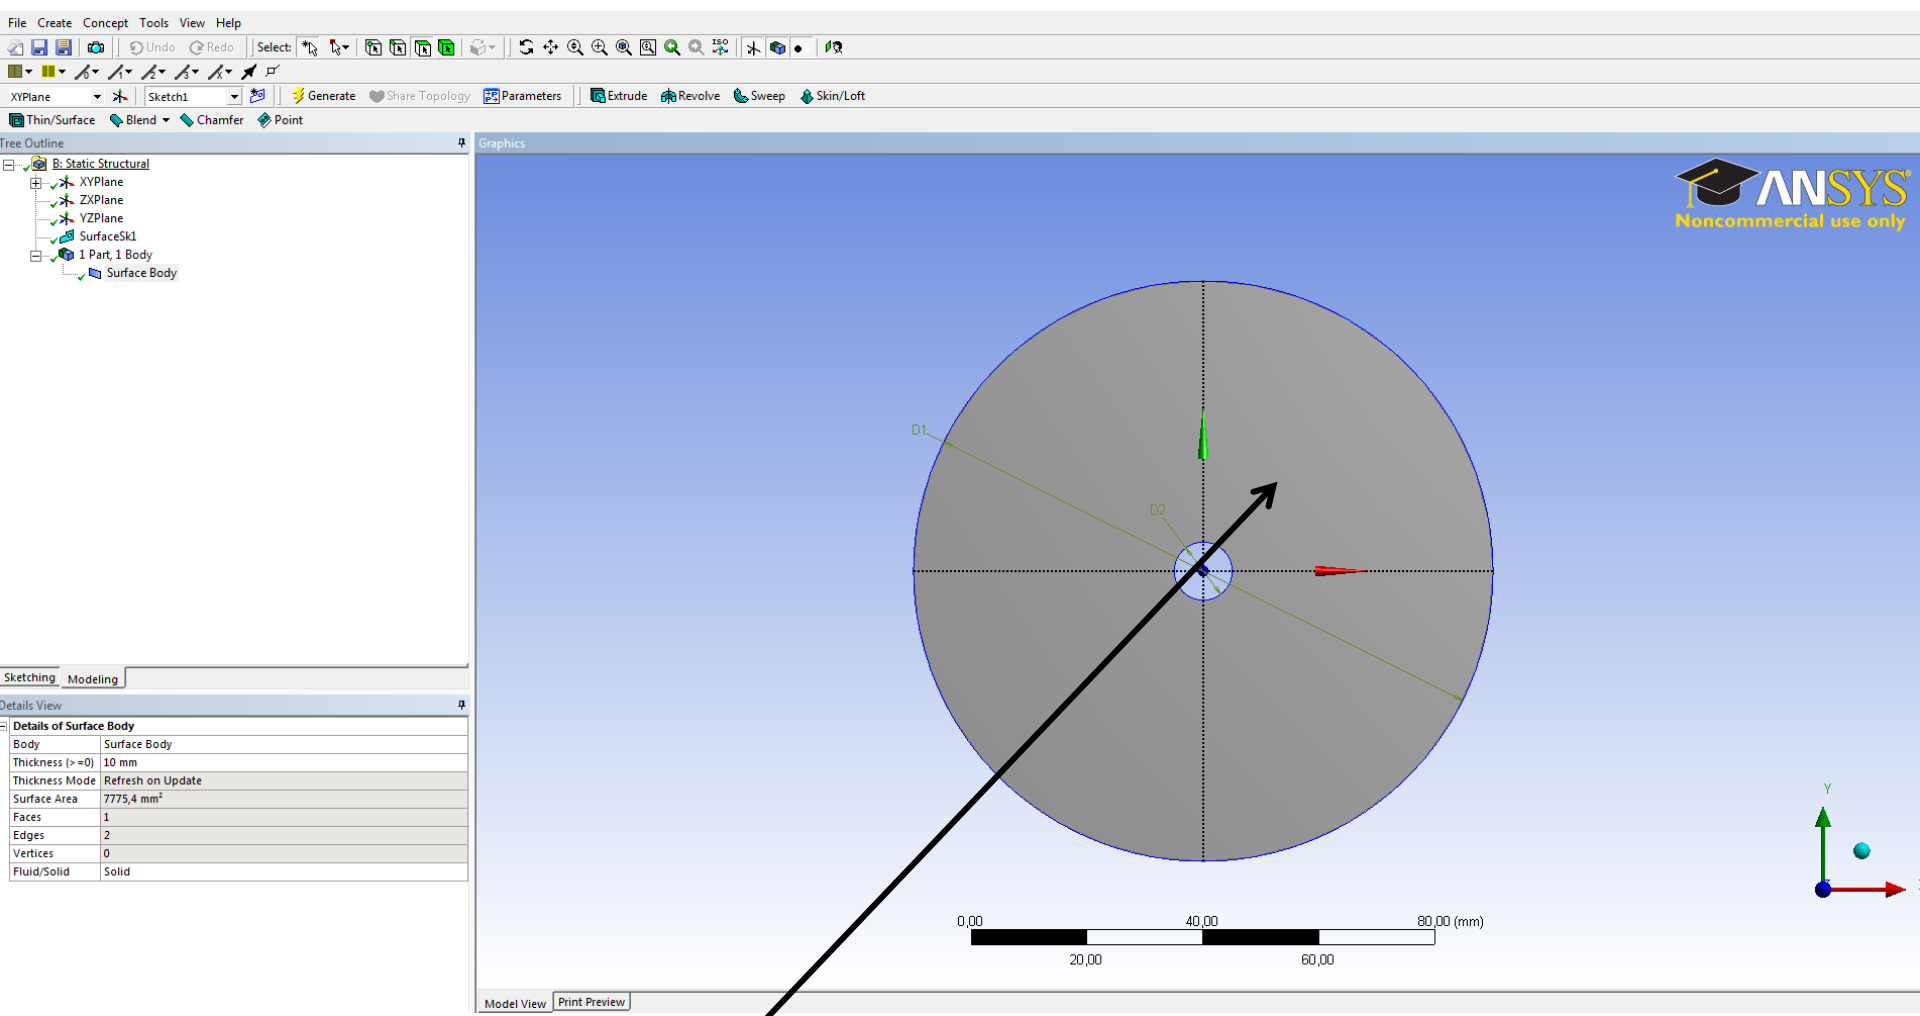 File Create Concept Tools View Help
Undo Redo Select: ISO
XYPlane Sketch1 Generate Share Topology Parameters Extrude Revolve Sweep Skin/Loft
Thin/Surface Blend Chamfer Point
Tree Outline
B: Static Structural
XYPlane
ZXPlane
YZPlane
SurfaceSk1
1 Part, 1 Body
Surface Body
Sketching Modeling
Details View
Details of Surface Body
Body Surface Body
Thickness (>=0) 10 mm
Thickness Mode Refresh on Update
Surface Area 7775,4 mm²
Faces 1
Edges 2
Vertices 0
Fluid/Solid Solid
Graphics
ANSYS
Noncommercial use only
D1
D2
Y
0,00 40,00 80,00 (mm)
20,00 60,00
Model View Print Preview